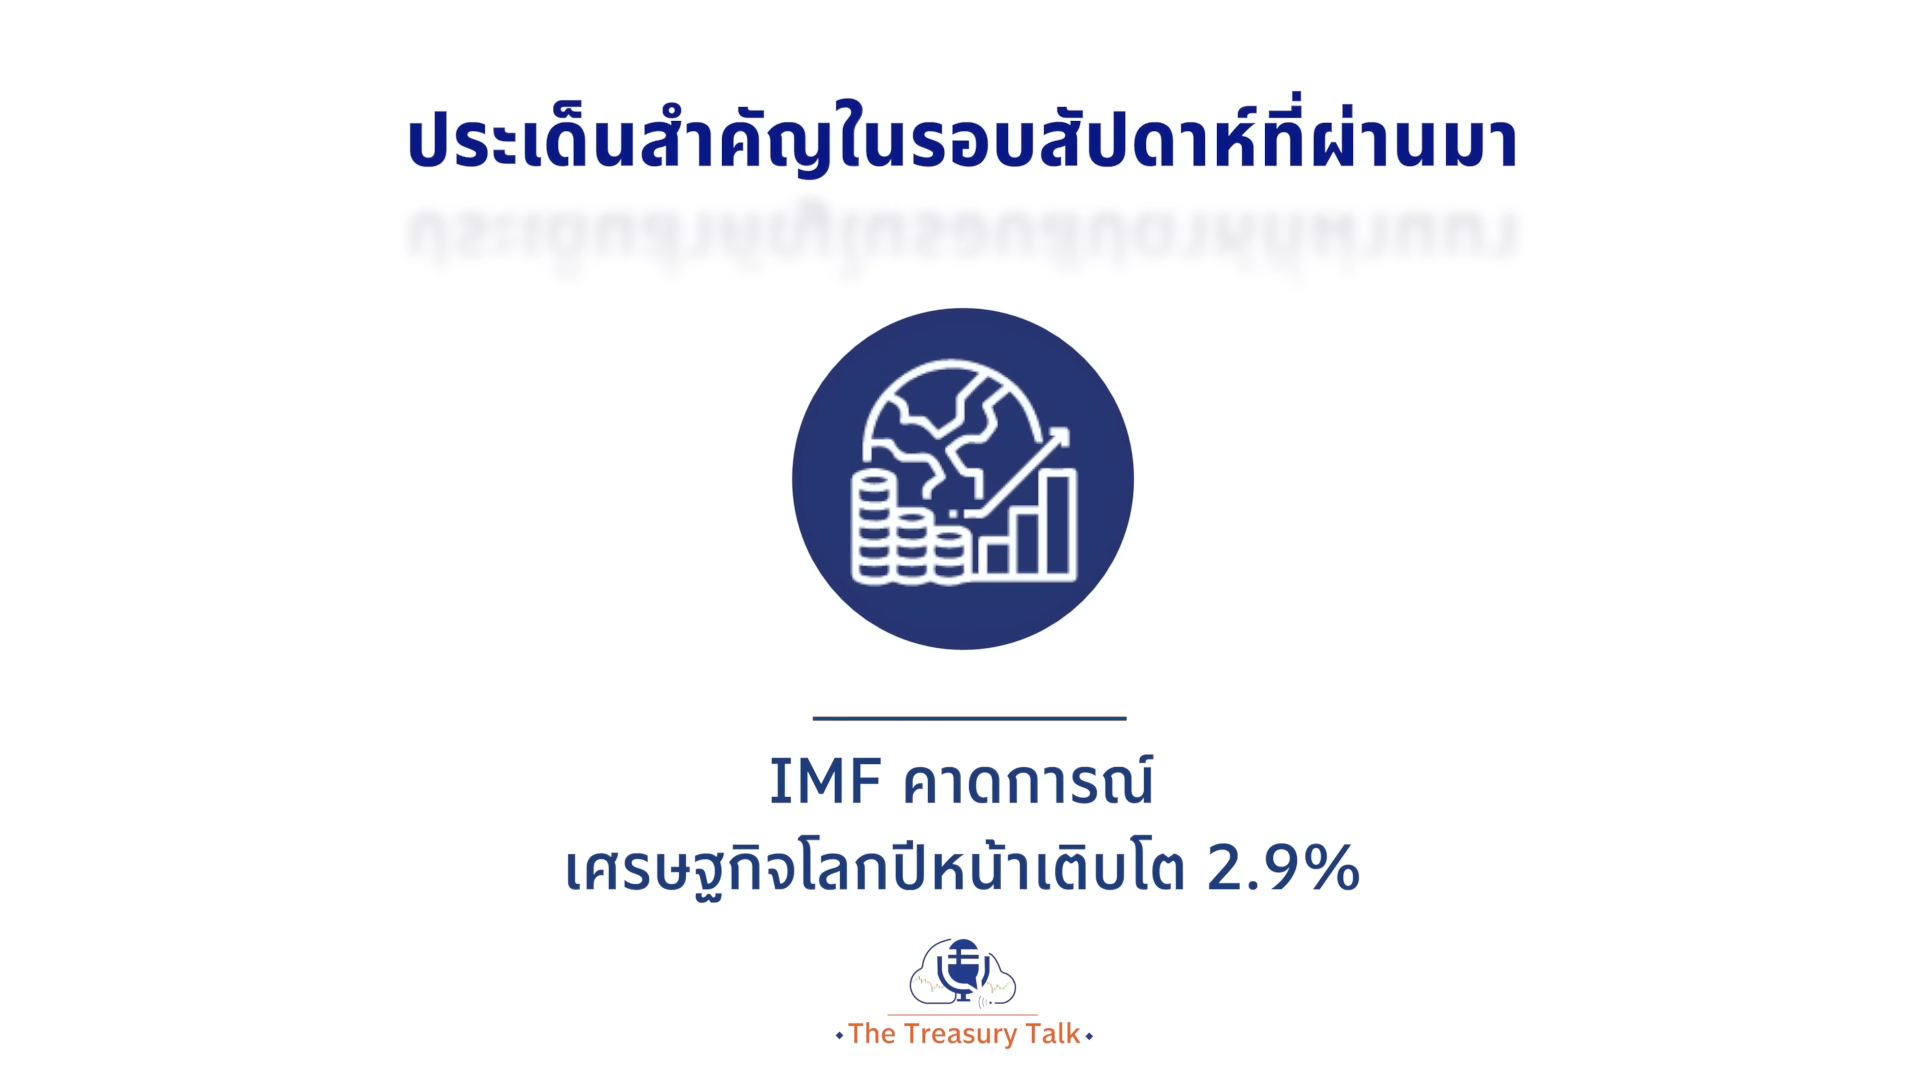 ประเด็นสำคัญในรอบสัปดาห์ที่ผ่านมา
IMF คาดการณ์
เศรษฐกิจโลกปีหน้าเติบโต 2.9%
The Treasury Talk